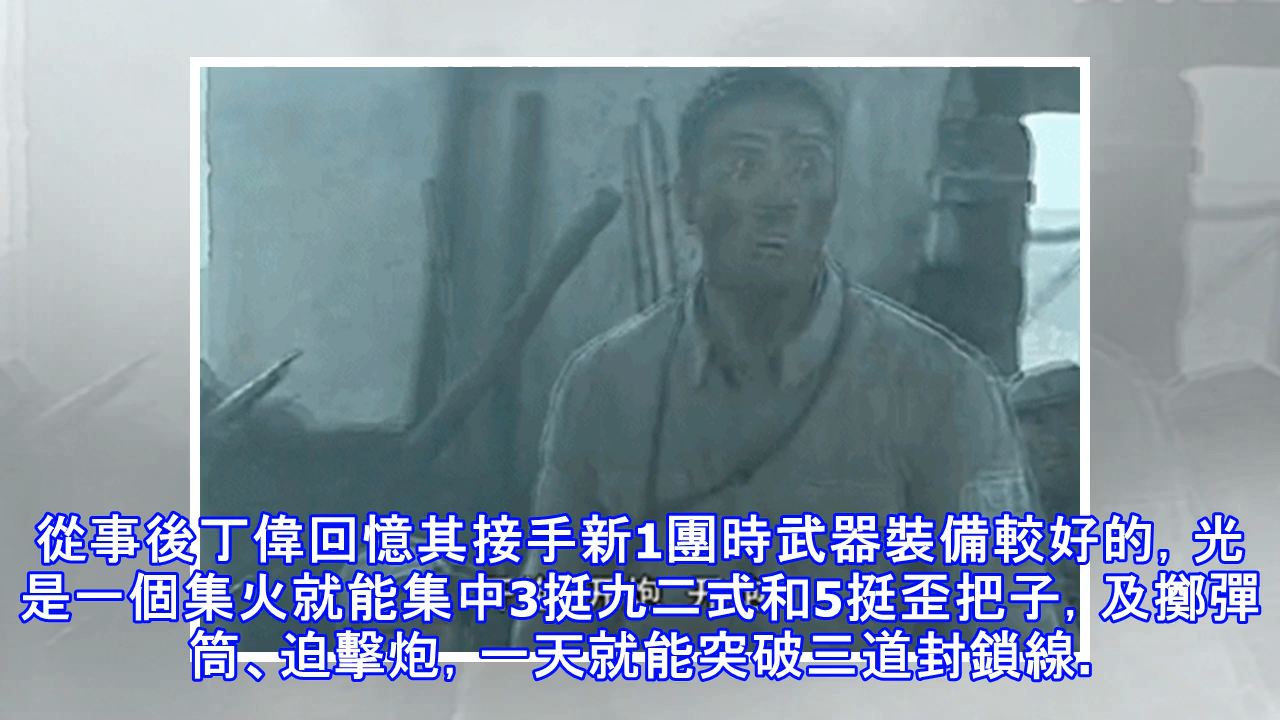 從事後丁偉回憶其接手新1團時武器裝備較好的, 光
是一個集火就能集中3挺九二式和5挺歪把子, 及擲彈
筒、迫擊炮, 一天就能突破三道封鎖線.